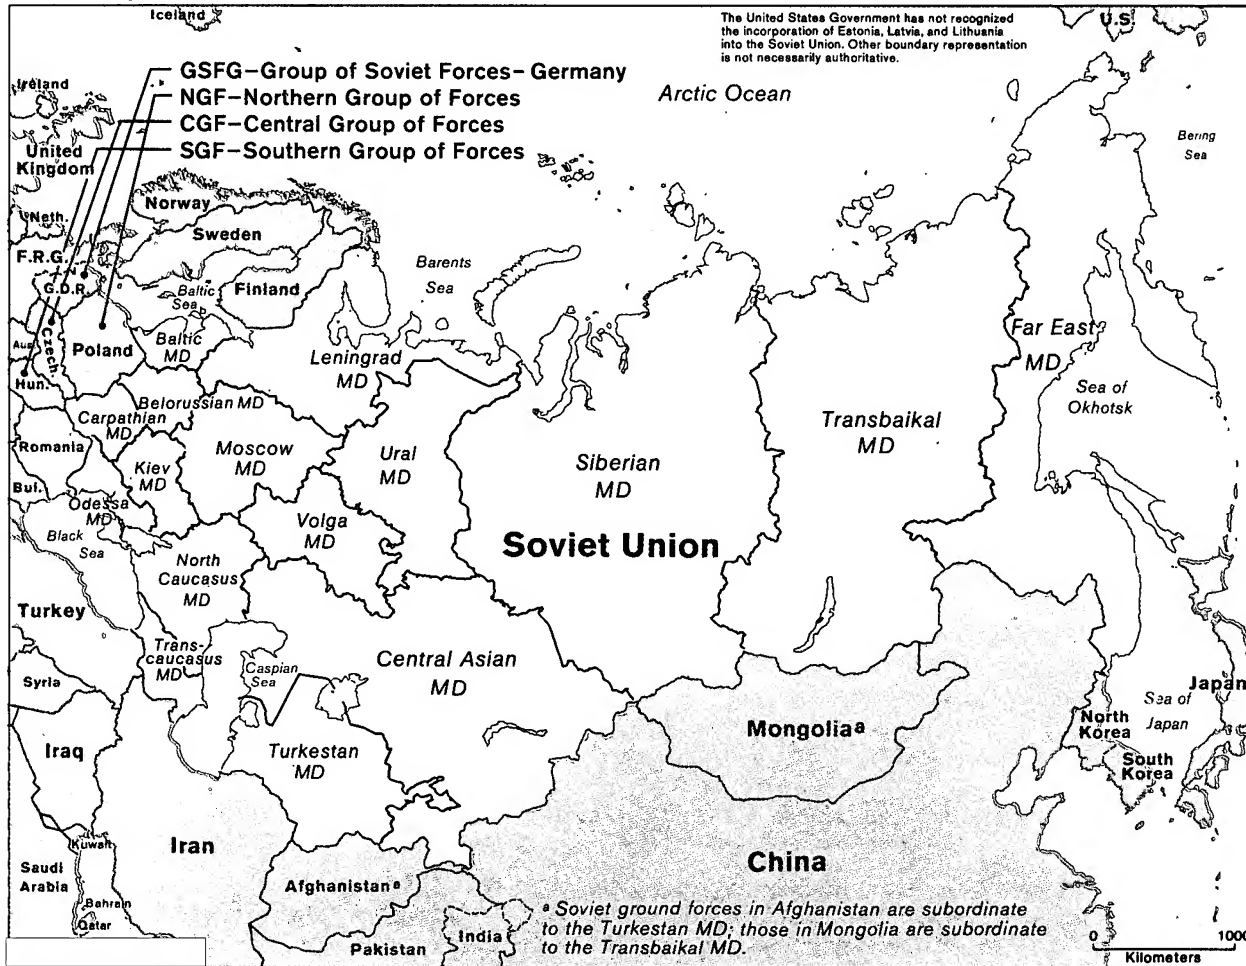 Iceland
The United States Government has not recognized
the incorporation of Estonia, Latvia, and Lithuania
into the Soviet Union. Other boundary representation
is not necessarily authoritative.
U.S.
GSFG–Group of Soviet Forces–Germany
NGF–Northern Group of Forces
CGF–Central Group of Forces
SGF–Southern Group of Forces
Ireland
United
Kingdom
Arctic Ocean
Bering
Sea
Norway
Neth.
Sweden
F.R.G.
G.D.R.
Baltic
Sea
Finland
Barents
Sea
Aus.
Czech.
Poland
Baltic
MD
Leningrad
MD
Far East
MD
Hun.
Sea of
Okhotsk
Belorussian MD
Carpathian
MD
Transbaikal
MD
Romania
Kiev
MD
Moscow
MD
Ural
MD
Siberian
MD
Bul.
Odessa
MD
Black
Sea
Volga
MD
Soviet Union
North
Caucasus
MD
Turkey
Trans-
caucasus
MD
Caspian
Sea
Central Asian
MD
Syria
Japan
Sea of
Japan
Mongolia a
North
Korea
South
Korea
Iraq
Turkestan
MD
Iran
Kuwait
Saudi
Arabia
China
Afghanistan a
Bahrain
Qatar
Pakistan
India
a Soviet ground forces in Afghanistan are subordinate
to the Turkestan MD; those in Mongolia are subordinate
to the Transbaikal MD.
0 1000
Kilometers